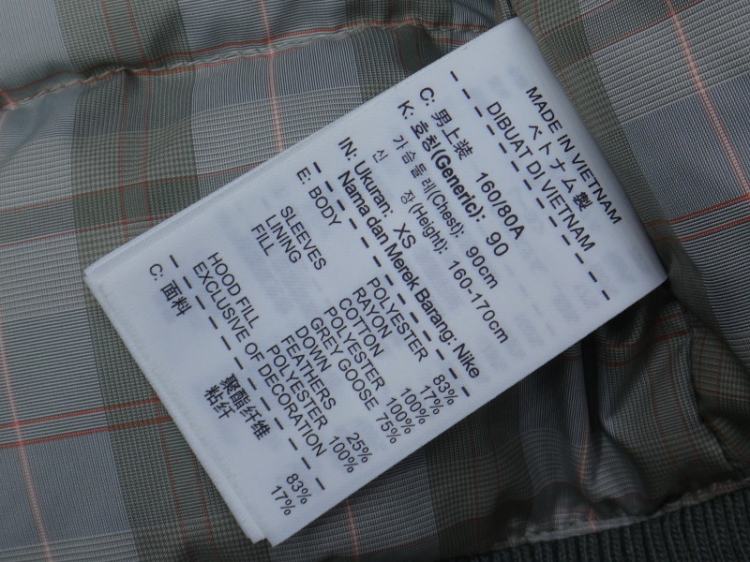 MADE IN VIETNAM
ベトナム製
DIBUAT DI VIETNAM
C: 男上装 160/80A
K: 호칭(Generic): 90
가슴둘레(Chest): 90cm
신 장(Height): 160-170cm
IN: Ukuran: XS
Nama dan Merek Barang: Nike
E: BODY POLYESTER 83%
RAYON 17%
SLEEVES COTTON 100%
LINING POLYESTER 100%
FILL GREY GOOSE 75%
DOWN
FEATHERS 25%
HOOD FILL POLYESTER 100%
EXCLUSIVE OF DECORATION
C: 面料 聚酯纤维 83%
粘纤 17%